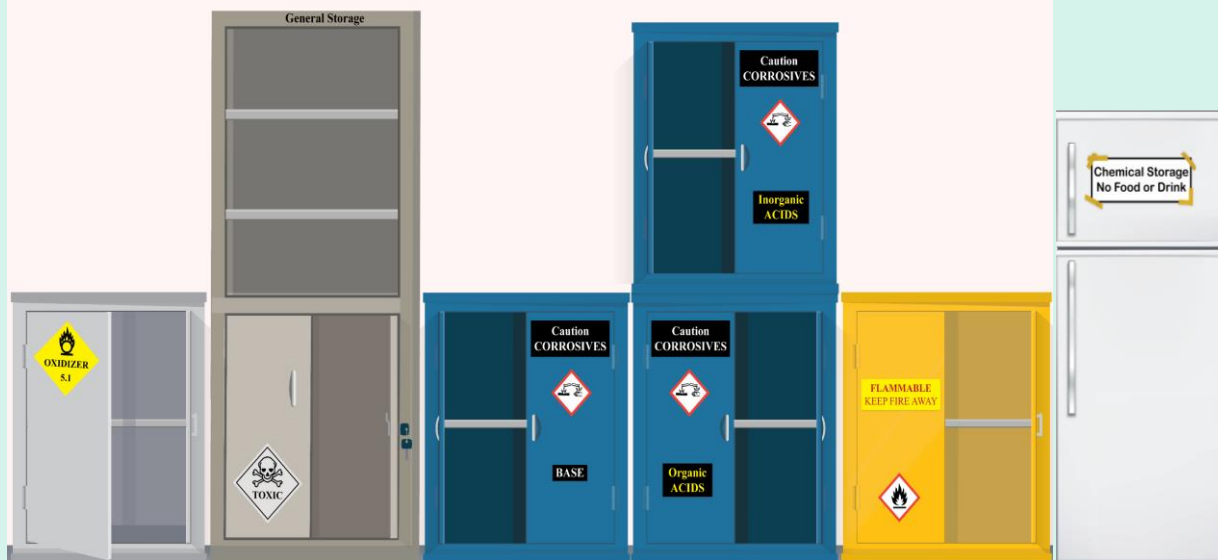 General Storage
OXIDIZER
5.1
TOXIC
Caution
CORROSIVES
BASE
Caution
CORROSIVES
Inorganic
ACIDS
Caution
CORROSIVES
Organic
ACIDS
FLAMMABLE
KEEP FIRE AWAY
Chemical Storage
No Food or Drink